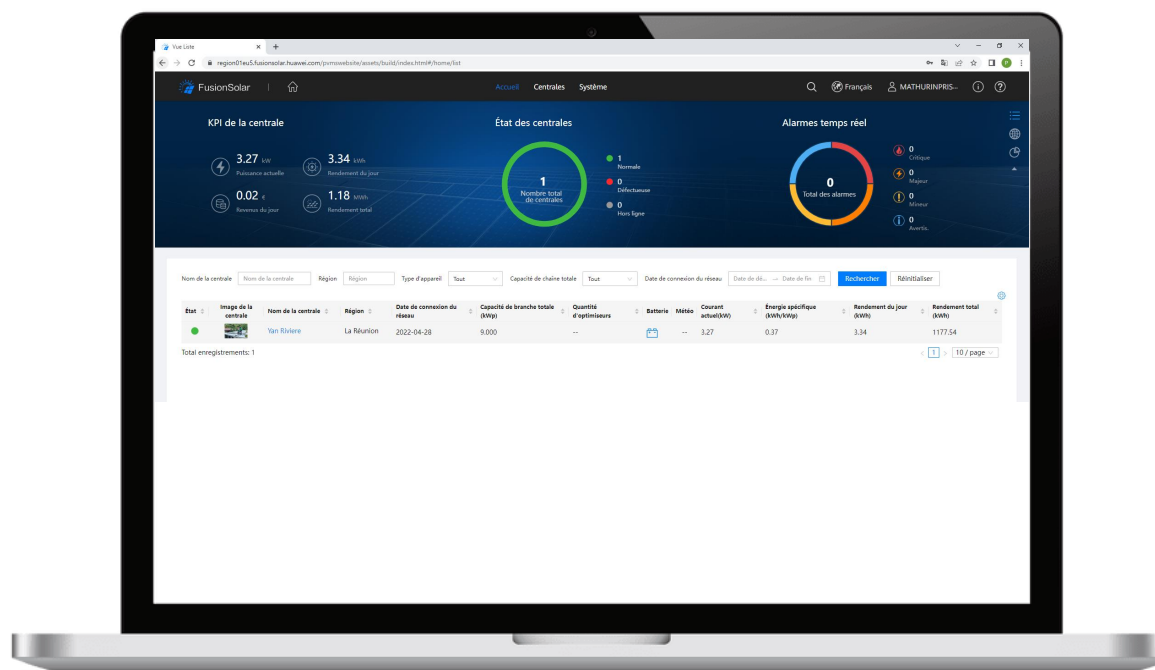 Vue Liste
region01eu5.fusionsolar.huawei.com/pvmswebsite/assets/build/index.html#/home/list
FusionSolar
Accueil Centrales Système
Français MATHURINPRIS...
KPI de la centrale
État des centrales
Alarmes temps réel
3.27 kW
Puissance actuelle
3.34 kWh
Rendement du jour
0.02 €
Revenus du jour
1.18 MWh
Rendement total
1
Nombre total
de centrales
1
Normale
0
Défectueuse
0
Hors ligne
0
Total des alarmes
0
Critique
0
Majeur
0
Mineur
0
Avertis.
Nom de la centrale Nom de la centrale Région Région Type d'appareil Tout Capacité de chaîne totale Tout Date de connexion du réseau Date de dé... → Date de fin Rechercher Réinitialiser
État Image de la centrale Nom de la centrale Région Date de connexion du réseau Capacité de branche totale (kWp) Quantité d'optimiseurs Batterie Météo Courant actuel(kW) Énergie spécifique (kWh/kWp) Rendement du jour (kWh) Rendement total (kWh)
Yan Riviere La Réunion 2022-04-28 9.000 -- -- 3.27 0.37 3.34 1177.54
Total enregistrements: 1
1 10 / page